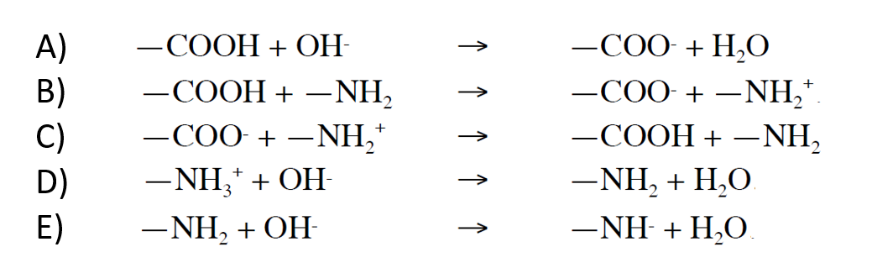 A) —COOH + OH⁻ → —COO⁻ + H₂O
B) —COOH + —NH₂ → —COO⁻ + —NH₂⁺.
C) —COO⁻ + —NH₂⁺ → —COOH + —NH₂
D) —NH₃⁺ + OH⁻ → —NH₂ + H₂O
E) —NH₂ + OH⁻ → —NH⁻ + H₂O.